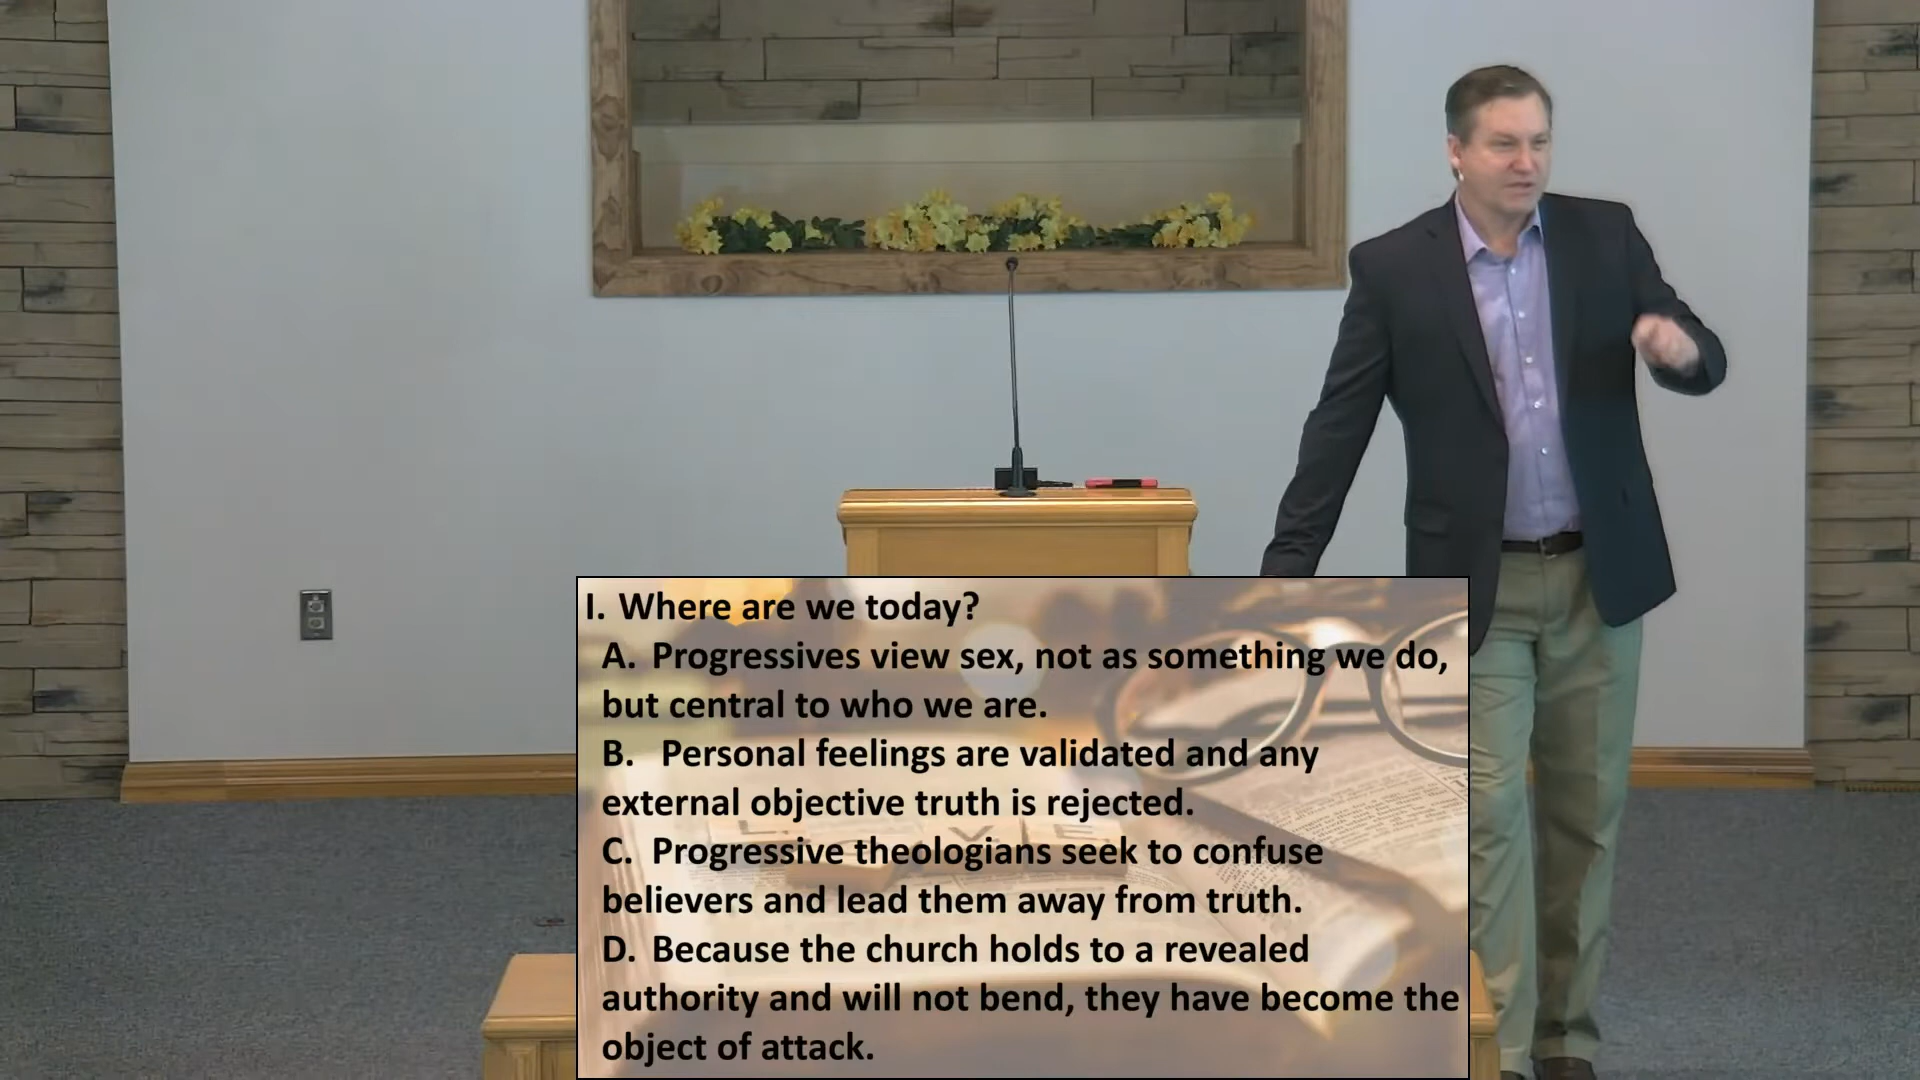 I. Where are we today?
A. Progressives view sex, not as something we do,
but central to who we are.
B. Personal feelings are validated and any
external objective truth is rejected.
C. Progressive theologians seek to confuse
believers and lead them away from truth.
D. Because the church holds to a revealed
authority and will not bend, they have become the
object of attack.